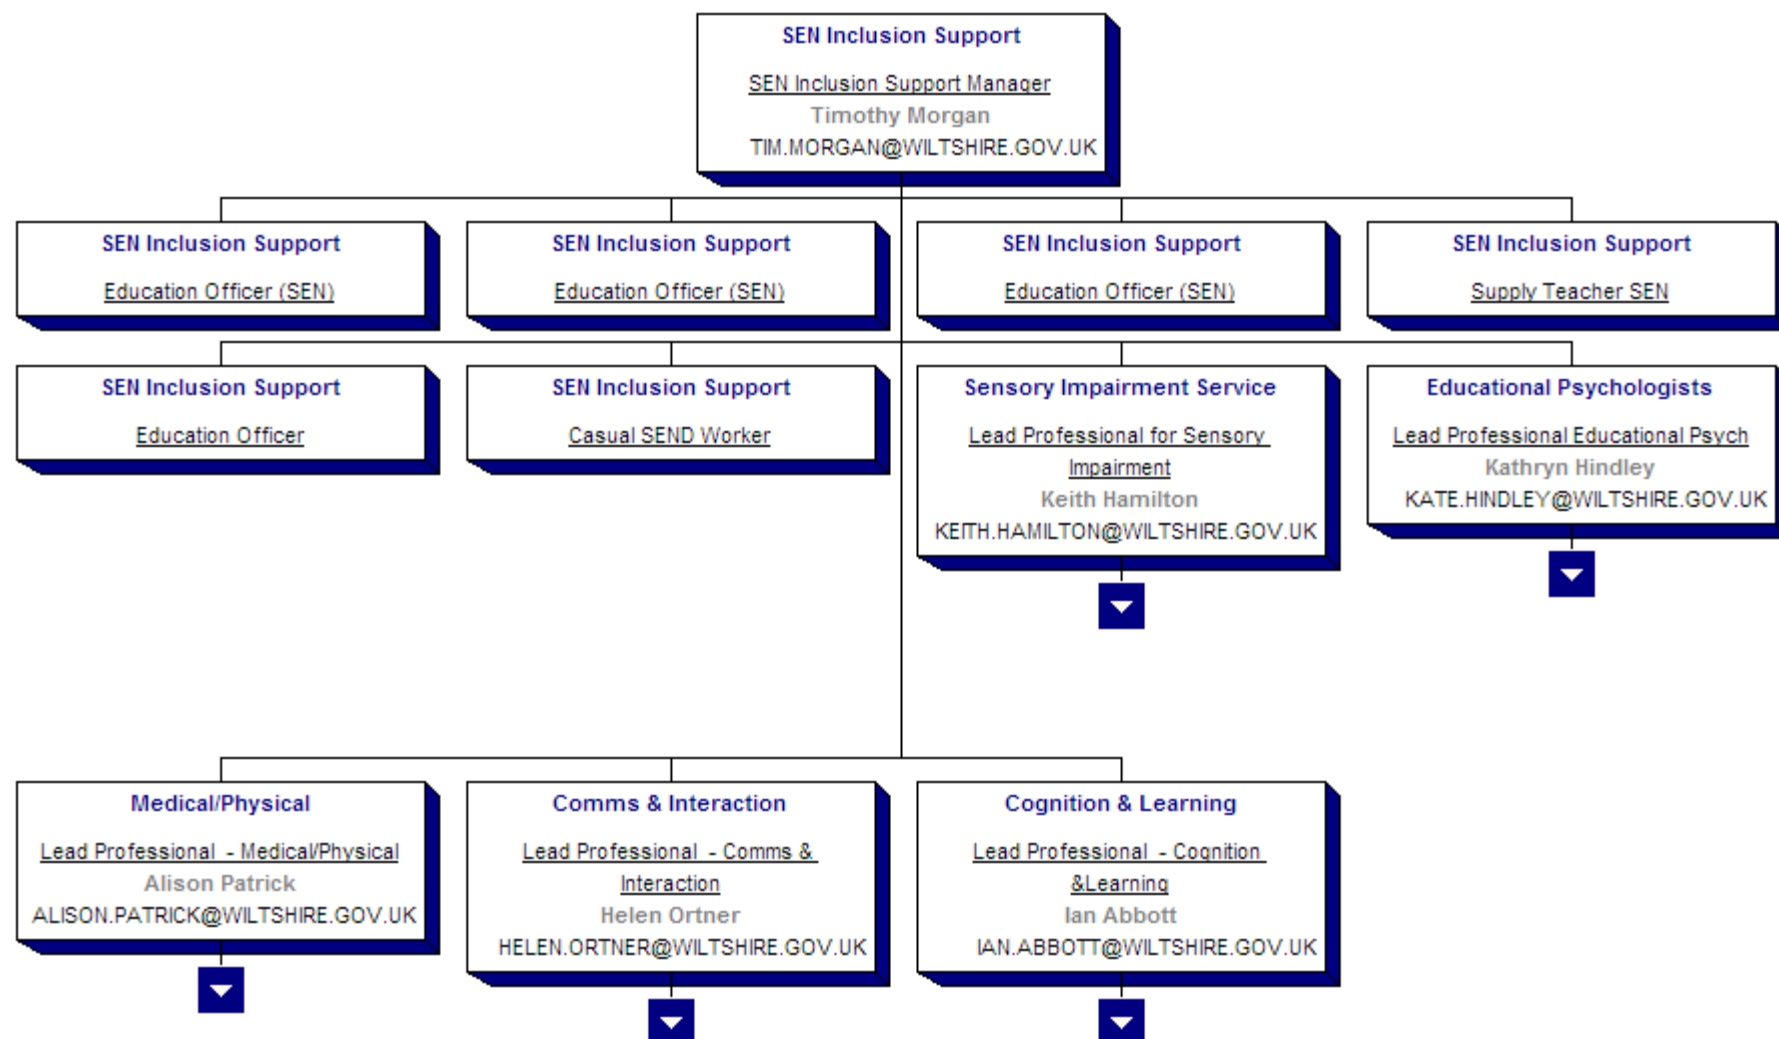 SEN Inclusion Support
SEN Inclusion Support Manager
Timothy Morgan
TIM.MORGAN@WILTSHIRE.GOV.UK
SEN Inclusion Support
Education Officer (SEN)
SEN Inclusion Support
Education Officer (SEN)
SEN Inclusion Support
Education Officer (SEN)
SEN Inclusion Support
Supply Teacher SEN
SEN Inclusion Support
Education Officer
SEN Inclusion Support
Casual SEND Worker
Sensory Impairment Service
Lead Professional for Sensory
Impairment
Keith Hamilton
KEITH.HAMILTON@WILTSHIRE.GOV.UK
Educational Psychologists
Lead Professional Educational Psych
Kathryn Hindley
KATE.HINDLEY@WILTSHIRE.GOV.UK
Medical/Physical
Lead Professional - Medical/Physical
Alison Patrick
ALISON.PATRICK@WILTSHIRE.GOV.UK
Comms & Interaction
Lead Professional - Comms &
Interaction
Helen Ortner
HELEN.ORTNER@WILTSHIRE.GOV.UK
Cognition & Learning
Lead Professional - Cognition
&Learning
Ian Abbott
IAN.ABBOTT@WILTSHIRE.GOV.UK